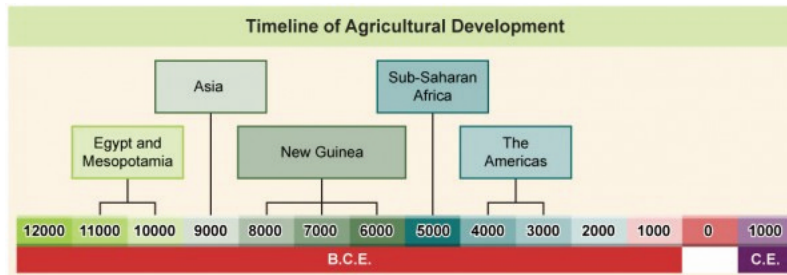 Timeline of Agricultural Development
Asia
Sub-Saharan
Africa
Egypt and
Mesopotamia
New Guinea
The
Americas
12000 11000 10000 9000 8000 7000 6000 5000 4000 3000 2000 1000 0 1000
B.C.E. C.E.